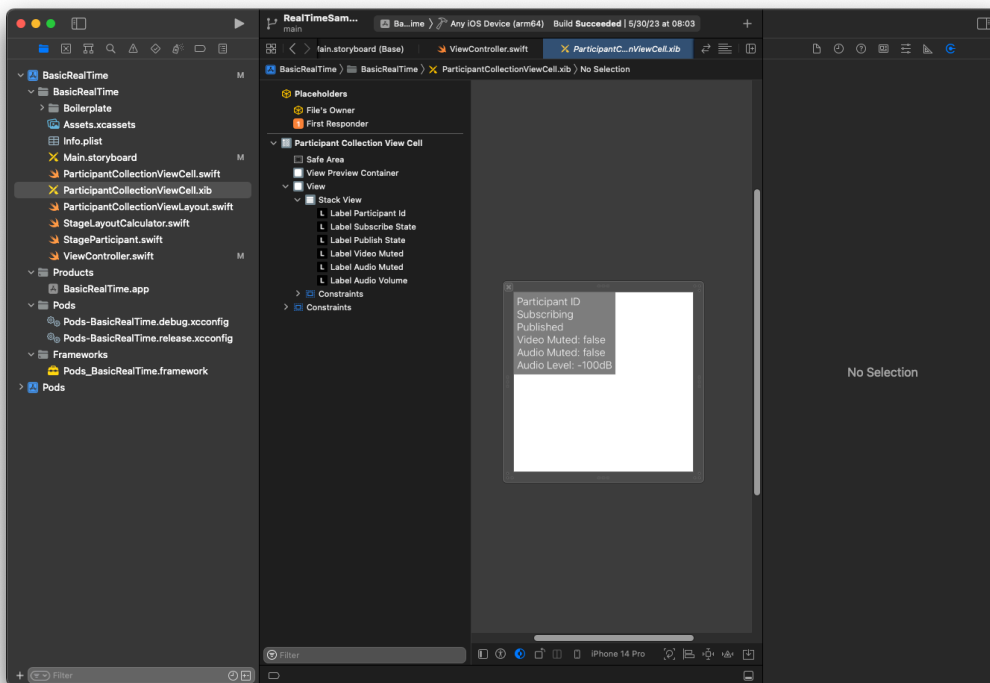 RealTimeSam...
main
Ba...ime 〉 Any iOS Device (arm64)
Build Succeeded | 5/30/23 at 08:03
BasicRealTime M
BasicRealTime
Boilerplate
Assets.xcassets
Info.plist
Main.storyboard M
ParticipantCollectionViewCell.swift
ParticipantCollectionViewCell.xib
ParticipantCollectionViewLayout.swift
StageLayoutCalculator.swift
StageParticipant.swift
ViewController.swift M
Products
BasicRealTime.app
Pods
Pods-BasicRealTime.debug.xcconfig
Pods-BasicRealTime.release.xcconfig
Frameworks
Pods_BasicRealTime.framework
Pods
Filter
ain.storyboard (Base)
ViewController.swift
ParticipantC...nViewCell.xib
BasicRealTime 〉 BasicRealTime 〉 ParticipantCollectionViewCell.xib 〉 No Selection
Placeholders
File's Owner
1 First Responder
Participant Collection View Cell
Safe Area
View Preview Container
View
Stack View
L Label Participant Id
L Label Subscribe State
L Label Publish State
L Label Video Muted
L Label Audio Muted
L Label Audio Volume
Constraints
Constraints
Filter
Participant ID
Subscribing
Published
Video Muted: false
Audio Muted: false
Audio Level: -100dB
iPhone 14 Pro
No Selection